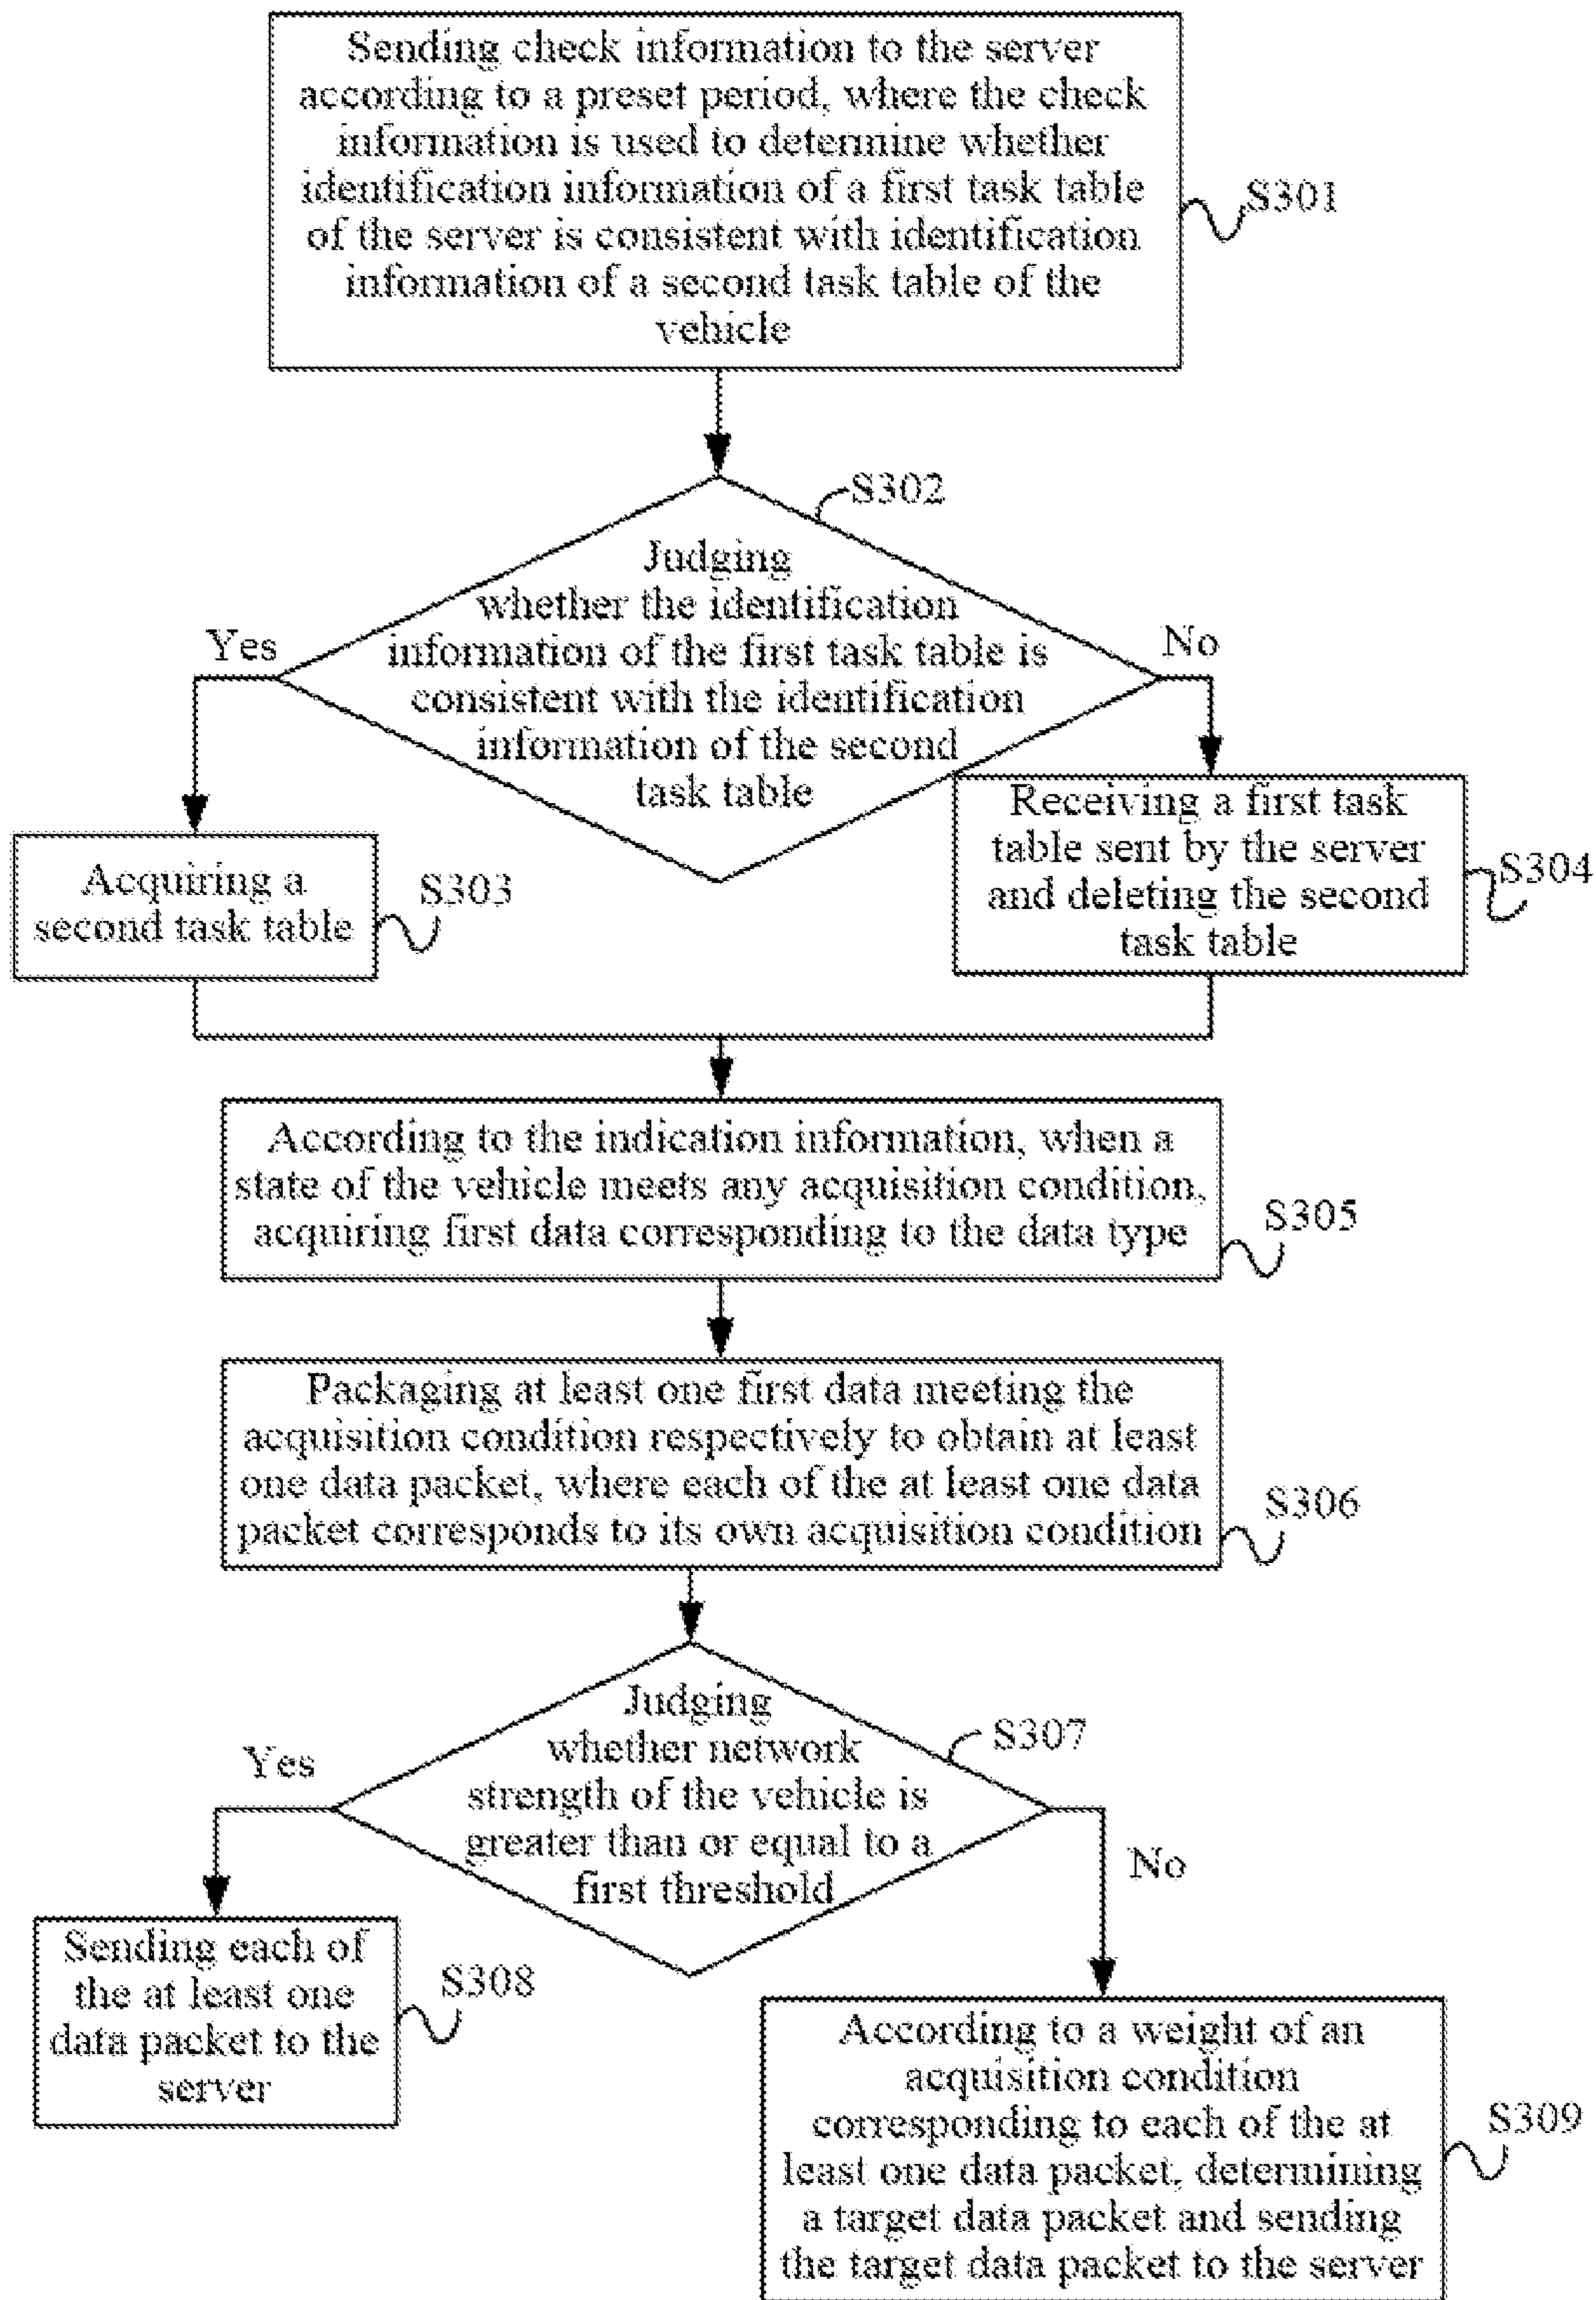 Sending check information to the server
according to a preset period, where the check
information is used to determine whether
identification information of a first task table
of the server is consistent with identification
information of a second task table of the
vehicle
S301
S302
Judging
whether the identification
information of the first task table is
consistent with the identification
information of the second
task table
Yes
No
Acquiring a
second task table
S303
Receiving a first task
table sent by the server
and deleting the second
task table
S304
According to the indication information, when a
state of the vehicle meets any acquisition condition,
acquiring first data corresponding to the data type
S305
Packaging at least one first data meeting the
acquisition condition respectively to obtain at least
one data packet, where each of the at least one data
packet corresponds to its own acquisition condition
S306
Judging
whether network
strength of the vehicle is
greater than or equal to a
first threshold
S307
Yes
No
Sending each of
the at least one
data packet to the
server
S308
According to a weight of an
acquisition condition
corresponding to each of the at
least one data packet, determining
a target data packet and sending
the target data packet to the server
S309